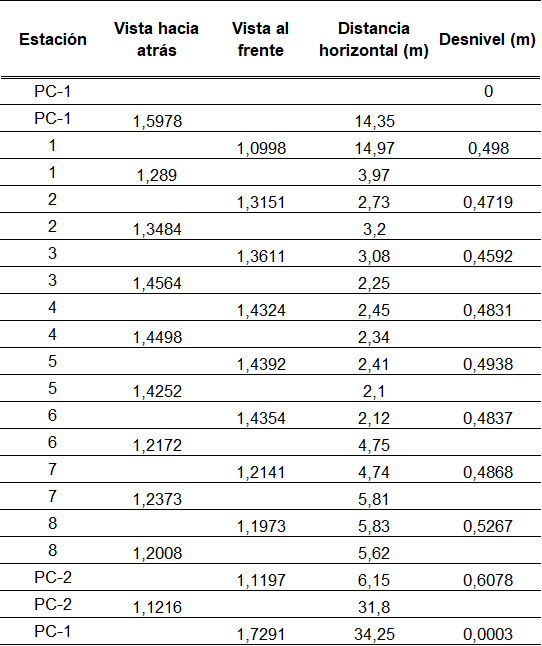 Estación Vista hacia atrás Vista al frente Distancia horizontal (m) Desnivel (m)
PC-1 0
PC-1 1,5978 14,35
1 1,0998 14,97 0,498
1 1,289 3,97
2 1,3151 2,73 0,4719
2 1,3484 3,2
3 1,3611 3,08 0,4592
3 1,4564 2,25
4 1,4324 2,45 0,4831
4 1,4498 2,34
5 1,4392 2,41 0,4938
5 1,4252 2,1
6 1,4354 2,12 0,4837
6 1,2172 4,75
7 1,2141 4,74 0,4868
7 1,2373 5,81
8 1,1973 5,83 0,5267
8 1,2008 5,62
PC-2 1,1197 6,15 0,6078
PC-2 1,1216 31,8
PC-1 1,7291 34,25 0,0003